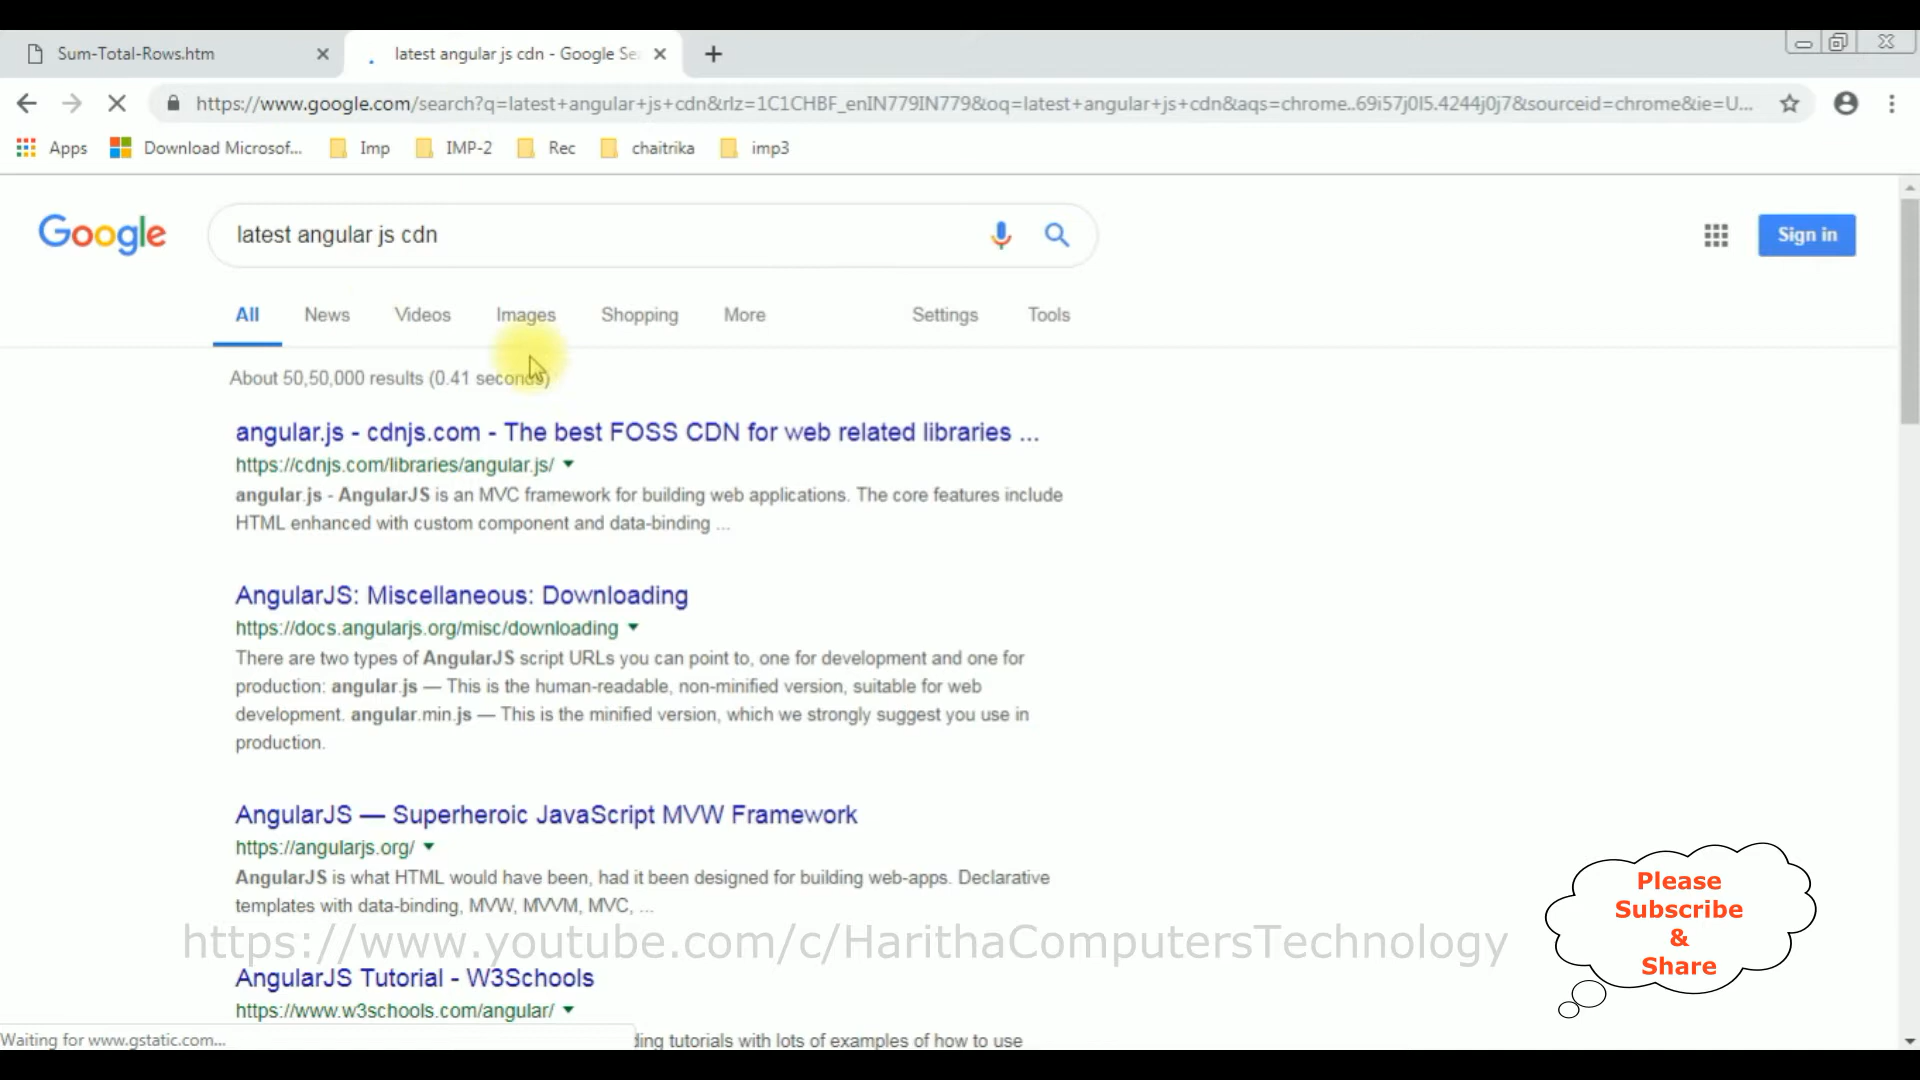 Sum-Total-Rows.htm
latest angular js cdn - Google Se
https://www.google.com/search?q=latest+angular+js+cdn&rlz=1C1CHBF_enIN779IN779&oq=latest+angular+js+cdn&aqs=chrome..69i57j0l5.4244j0j7&sourceid=chrome&ie=U...
Apps Download Microsof... Imp IMP-2 Rec chaitrika imp3
Google
latest angular js cdn
Sign in
All News Videos Images Shopping More Settings Tools
About 50,50,000 results (0.41 seconds)
angular.js - cdnjs.com - The best FOSS CDN for web related libraries ...
https://cdnjs.com/libraries/angular.js/
angular.js - AngularJS is an MVC framework for building web applications. The core features include
HTML enhanced with custom component and data-binding ...
AngularJS: Miscellaneous: Downloading
https://docs.angularjs.org/misc/downloading
There are two types of AngularJS script URLs you can point to, one for development and one for
production: angular.js — This is the human-readable, non-minified version, suitable for web
development. angular.min.js — This is the minified version, which we strongly suggest you use in
production.
AngularJS — Superheroic JavaScript MVW Framework
https://angularjs.org/
AngularJS is what HTML would have been, had it been designed for building web-apps. Declarative
templates with data-binding, MVW, MVVM, MVC, ...
https://www.youtube.com/c/HarithaComputersTechnology
AngularJS Tutorial - W3Schools
https://www.w3schools.com/angular/
tutorials with lots of examples of how to use
Waiting for www.gstatic.com...
Please
Subscribe
&
Share